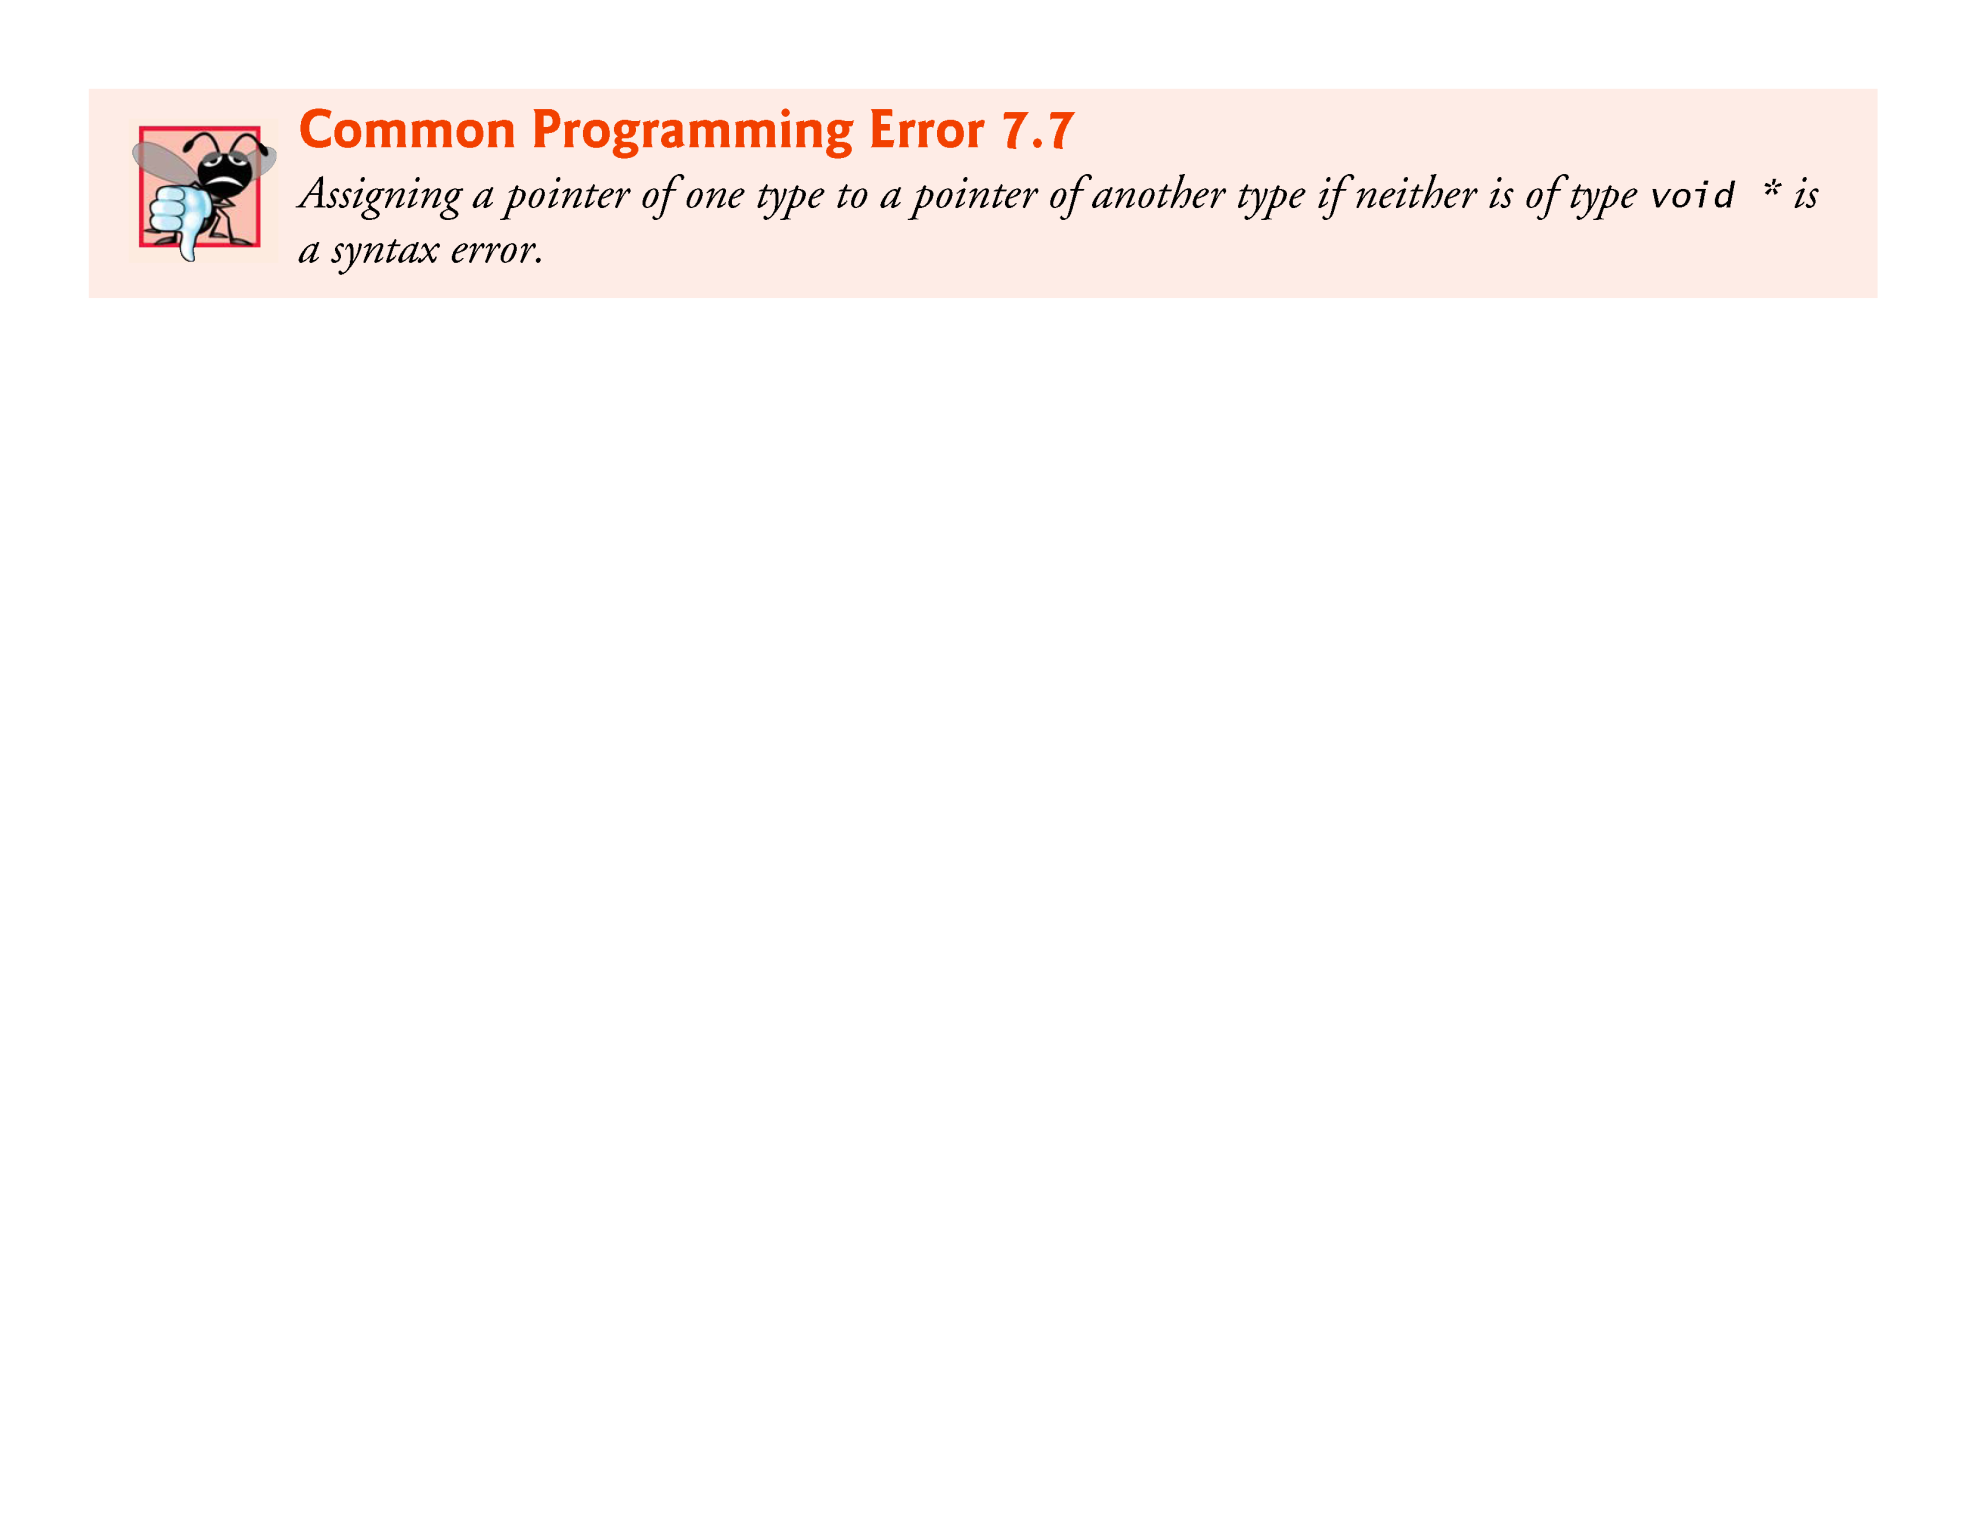 Common Programming Error 7.7
Assigning a pointer of one type to a pointer of another type if neither is of type void * is
a syntax error.